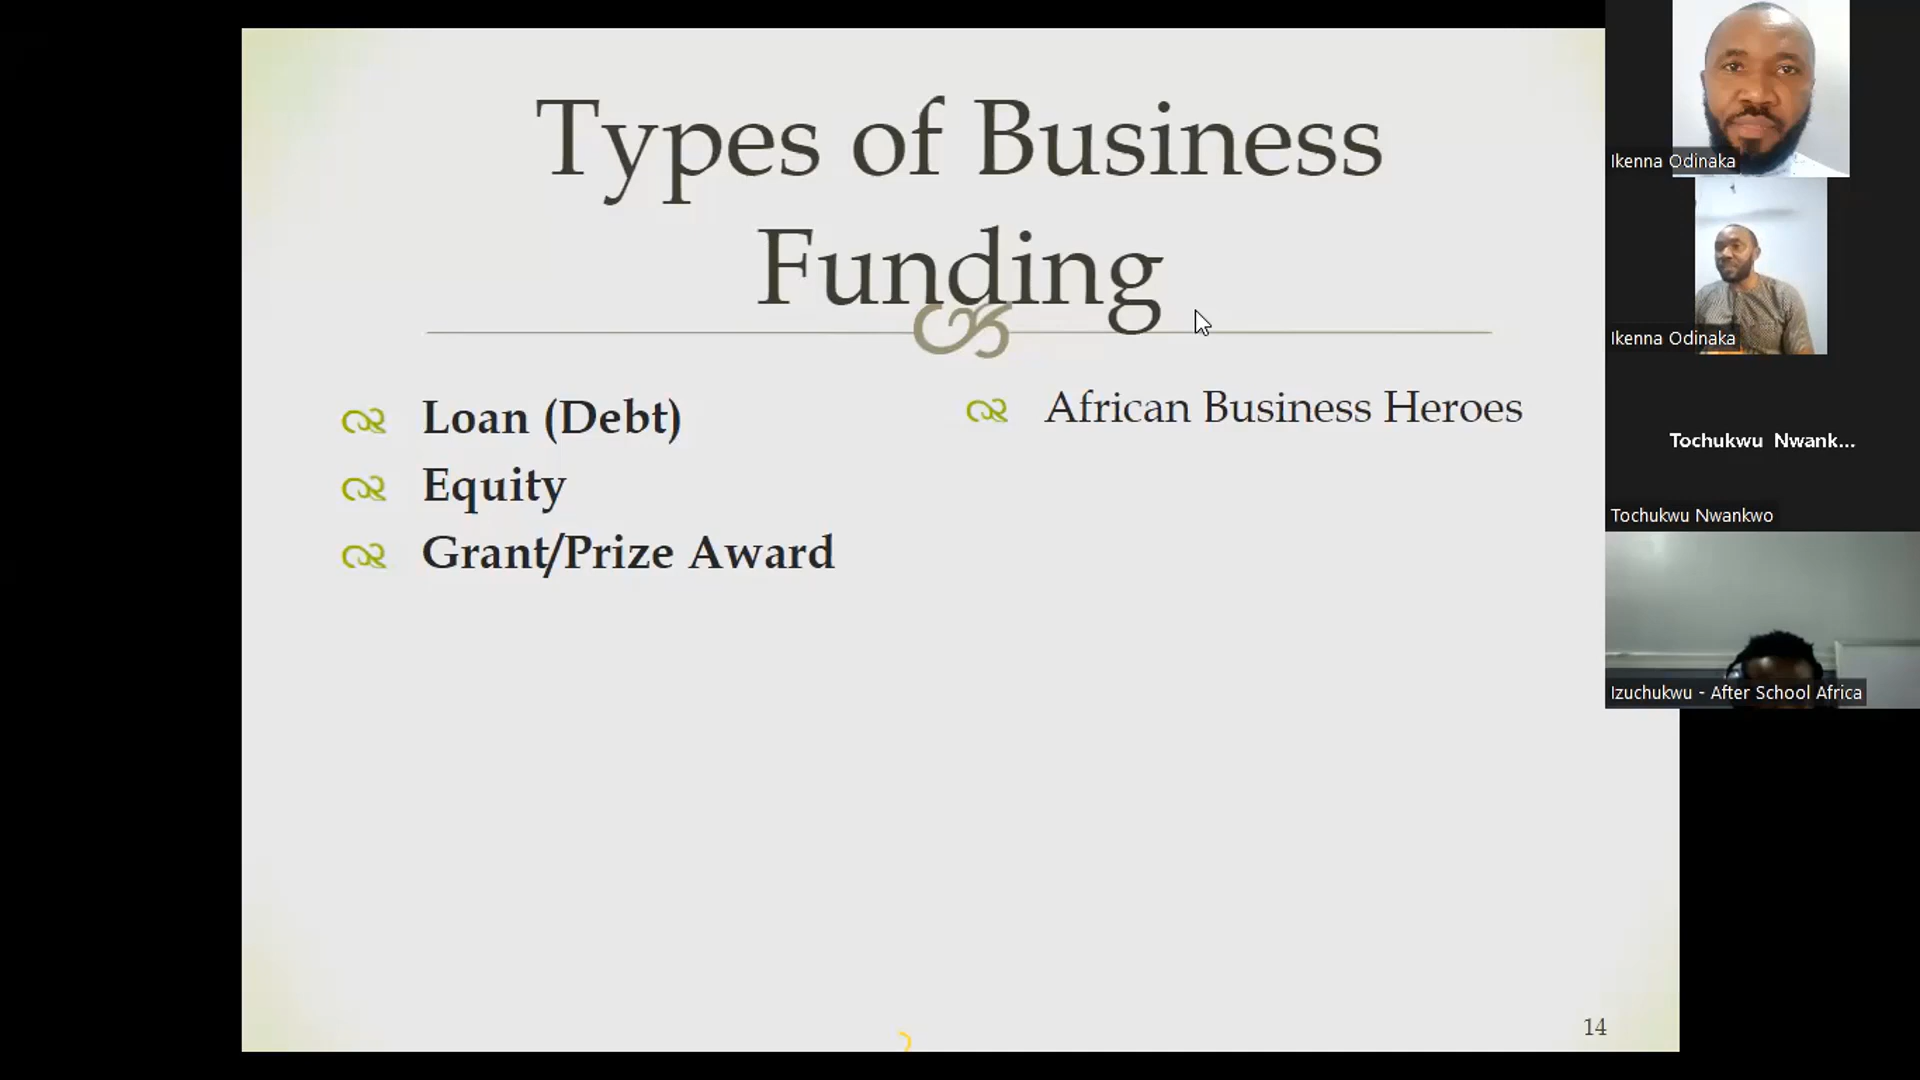 Types of Business
Funding
Loan (Debt)
Equity
Grant/Prize Award
African Business Heroes
14
Ikenna Odinaka
Ikenna Odinaka
Tochukwu Nwank...
Tochukwu Nwankwo
Izuchukwu - After School Africa